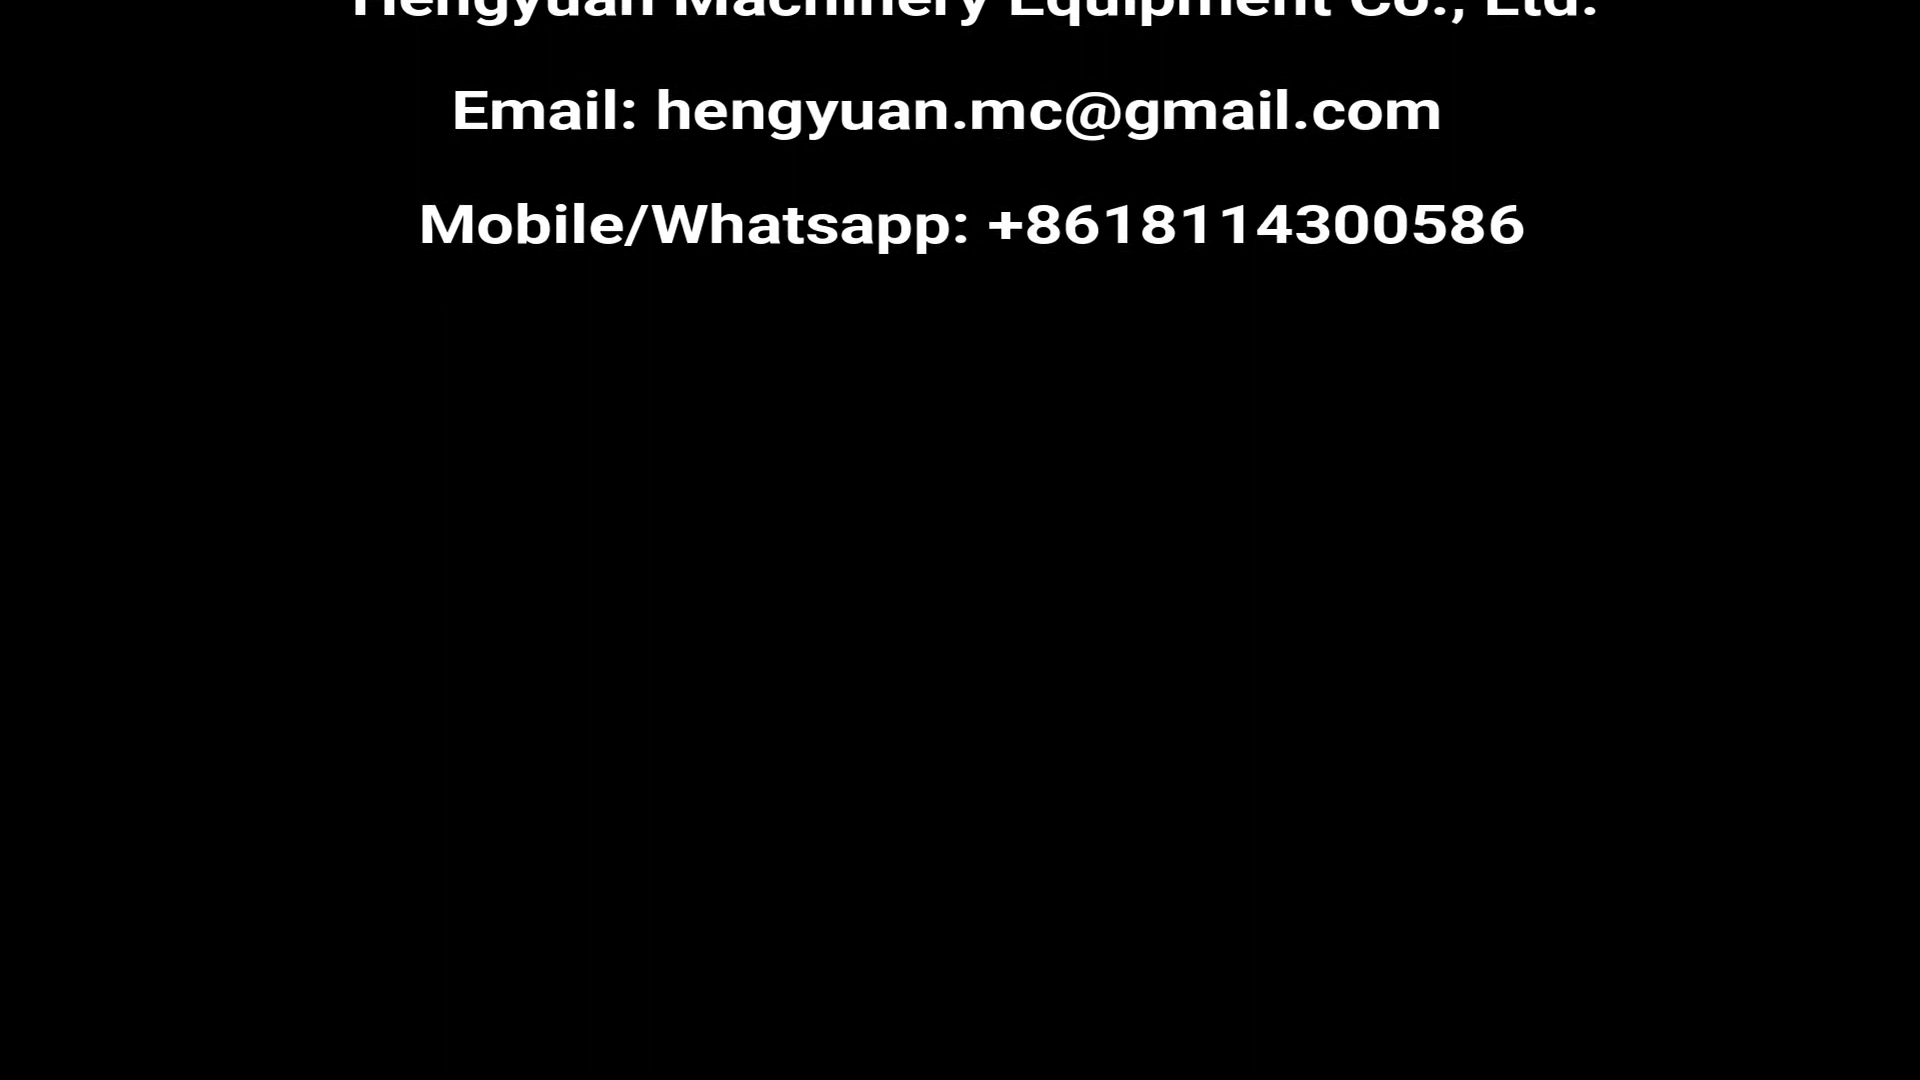 Hengyuan Machinery Equipment Co., Ltd.
Email: hengyuan.mc@gmail.com
Mobile/Whatsapp: +8618114300586